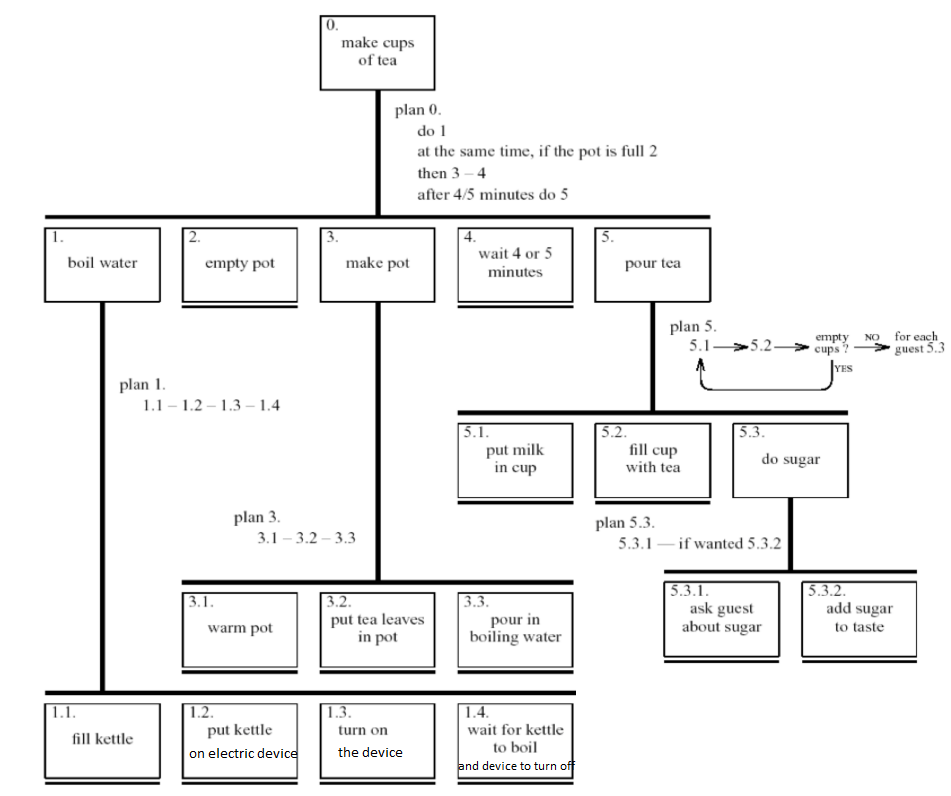 0.
make cups
of tea
plan 0.
do 1
at the same time, if the pot is full 2
then 3 – 4
after 4/5 minutes do 5
1.
boil water
2.
empty pot
3.
make pot
4.
wait 4 or 5
minutes
5.
pour tea
plan 5.
5.1 5.2 empty cups ? NO for each guest 5.3
YES
plan 1.
1.1 – 1.2 – 1.3 – 1.4
5.1.
put milk
in cup
5.2.
fill cup
with tea
5.3.
do sugar
plan 3.
3.1 – 3.2 – 3.3
plan 5.3.
5.3.1 — if wanted 5.3.2
5.3.1.
ask guest
about sugar
5.3.2.
add sugar
to taste
3.1.
warm pot
3.2.
put tea leaves
in pot
3.3.
pour in
boiling water
1.1.
fill kettle
1.2.
put kettle
on electric device
1.3.
turn on
the device
1.4.
wait for kettle
to boil
and device to turn off